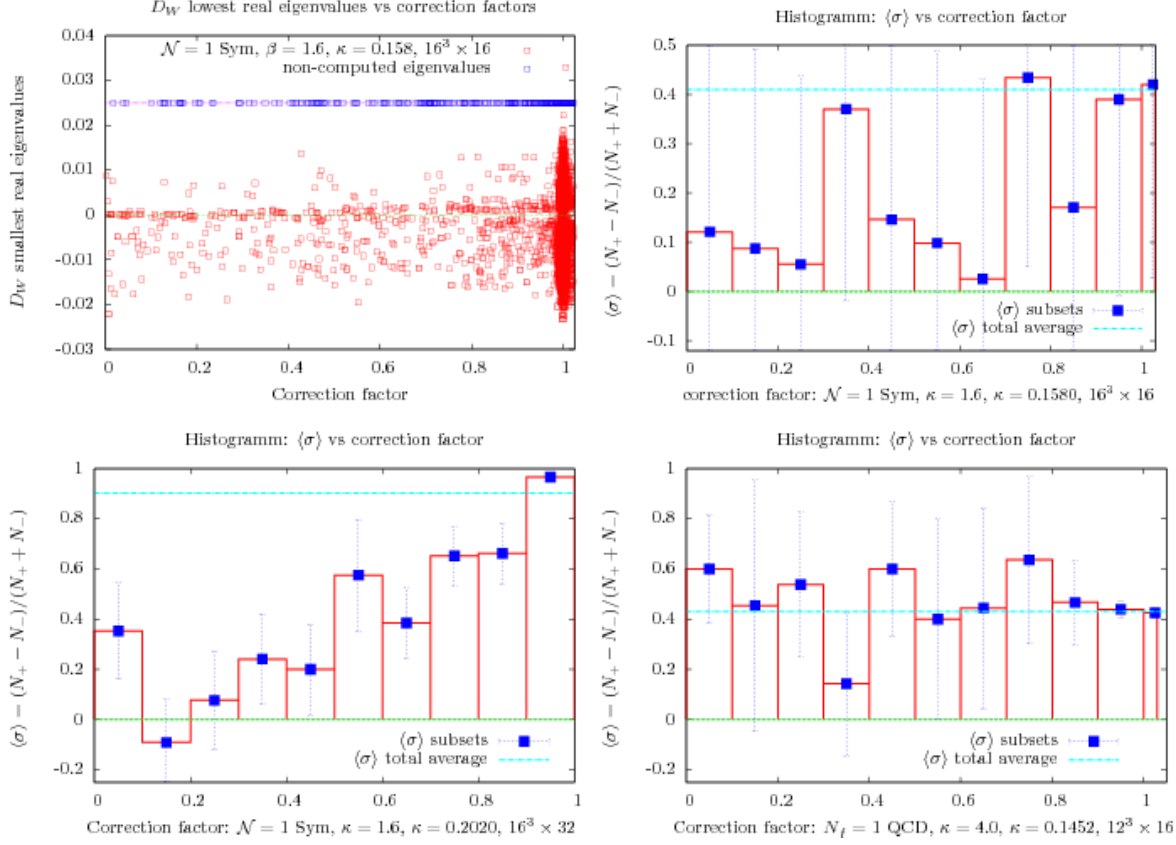 D_W lowest real eigenvalues vs correction factors
D_W smallest real eigenvalues
0.04
0.03
0.02
0.01
0
-0.01
-0.02
-0.03
𝒩 = 1 Sym, β = 1.6, κ = 0.158, 16³ × 16
non-computed eigenvalues
0 0.2 0.4 0.6 0.8 1
Correction factor
Histogramm: ⟨σ⟩ vs correction factor
⟨σ⟩ − (N₊ − N₋)/(N₊ + N₋)
0.5
0.4
0.3
0.2
0.1
0
-0.1
⟨σ⟩ subsets
⟨σ⟩ total average
0 0.2 0.4 0.6 0.8 1
correction factor: 𝒩 = 1 Sym, κ = 1.6, κ = 0.1580, 16³ × 16
Histogramm: ⟨σ⟩ vs correction factor
⟨σ⟩ − (N₊ − N₋)/(N₊ + N₋)
1
0.8
0.6
0.4
0.2
0
-0.2
⟨σ⟩ subsets
⟨σ⟩ total average
0 0.2 0.4 0.6 0.8 1
Correction factor: 𝒩 = 1 Sym, κ = 1.6, κ = 0.2020, 16³ × 32
Histogramm: ⟨σ⟩ vs correction factor
⟨σ⟩ − (N₊ − N₋)/(N₊ + N₋)
1
0.8
0.6
0.4
0.2
0
-0.2
⟨σ⟩ subsets
⟨σ⟩ total average
0 0.2 0.4 0.6 0.8 1
Correction factor: N_f = 1 QCD, κ = 4.0, κ = 0.1452, 12³ × 16